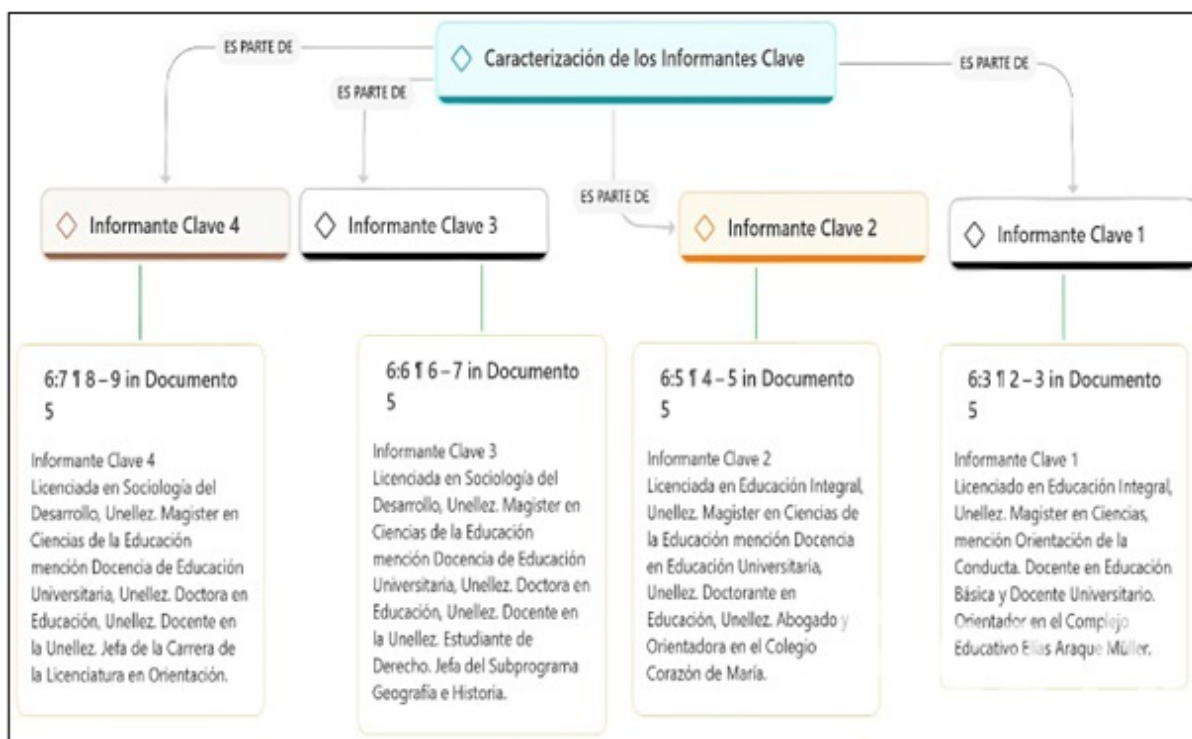 Caracterización de los Informantes Clave
ES PARTE DE
ES PARTE DE
ES PARTE DE
ES PARTE DE
Informante Clave 4
Informante Clave 3
Informante Clave 2
Informante Clave 1
6:7 ¶ 8 – 9 in Documento
5
Informante Clave 4
Licenciada en Sociología del
Desarrollo, Unellez. Magister en
Ciencias de la Educación
mención Docencia de Educación
Universitaria, Unellez. Doctora en
Educación, Unellez. Docente en
la Unellez. Jefa de la Carrera de
la Licenciatura en Orientación.
6:6 ¶ 6 – 7 in Documento
5
Informante Clave 3
Licenciada en Sociología del
Desarrollo, Unellez. Magister en
Ciencias de la Educación
mención Docencia de Educación
Universitaria, Unellez. Doctora en
Educación, Unellez. Docente en
la Unellez. Estudiante de
Derecho. Jefa del Subprograma
Geografía e Historia.
6:5 ¶ 4 – 5 in Documento
5
Informante Clave 2
Licenciada en Educación Integral,
Unellez. Magister en Ciencias de
la Educación mención Docencia
en Educación Universitaria,
Unellez. Doctorante en
Educación, Unellez. Abogado y
Orientadora en el Colegio
Corazón de María.
6:3 ¶ 2 – 3 in Documento
5
Informante Clave 1
Licenciado en Educación Integral,
Unellez. Magister en Ciencias,
mención Orientación de la
Conducta. Docente en Educación
Básica y Docente Universitario.
Orientador en el Complejo
Educativo Elías Araque Müller.